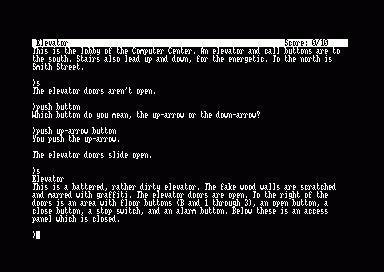 Elevator Score: 0/10
This is the lobby of the Computer Center. An elevator and call buttons are to
the south. Stairs also lead up and down, for the energetic. To the north is
Smith Street.
)s
The elevator doors aren't open.
)push button
Which button do you mean, the up-arrow or the down-arrow?
)push up-arrow button
You push the up-arrow.
The elevator doors slide open.
)s
Elevator
This is a battered, rather dirty elevator. The fake wood walls are scratched
and marred with graffiti. The elevator doors are open. To the right of the
doors is an area with floor buttons (B and 1 through 3), an open button, a
close button, a stop switch, and an alarm button. Below these is an access
panel which is closed.
)